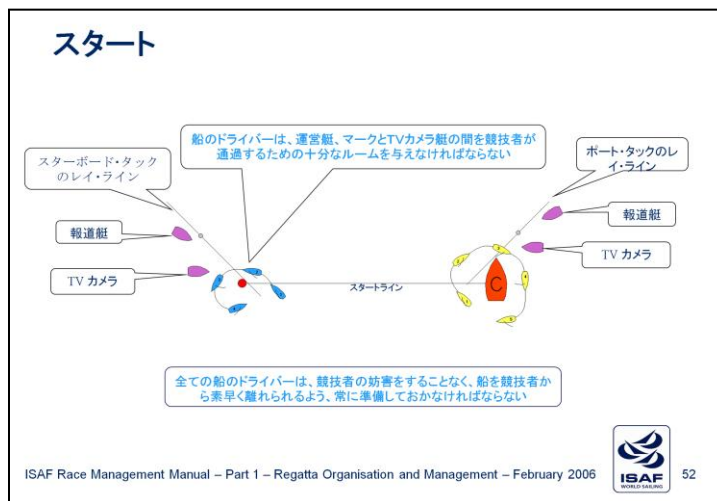 スタート
船のドライバーは、運営艇、マークとTVカメラ艇の間を競技者が
通過するための十分なルームを与えなければならない
スターボード・タック
のレイ・ライン
ポート・タックのレ
イ・ライン
報道艇
報道艇
TV カメラ
TV カメラ
C
スタートライン
全ての船のドライバーは、競技者の妨害をすることなく、船を競技者か
ら素早く離れられるよう、常に準備しておかなければならない
ISAF Race Management Manual – Part 1 – Regatta Organisation and Management – February 2006
ISAF
WORLD SAILING
52